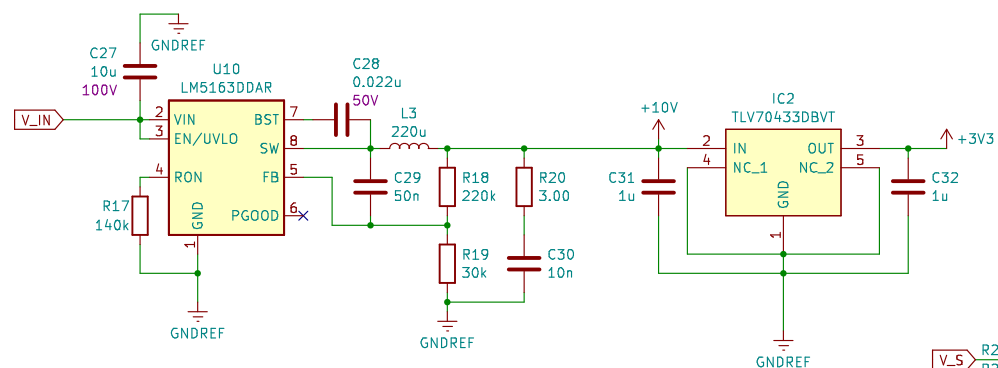 GNDREF
C27
10u
100V
U10
LM5163DDAR
V_IN
2
VIN
3
EN/UVLO
4
RON
GND
1
BST
7
SW
8
FB
5
PGOOD
6
R17
140k
GNDREF
C28
0.022u
50V
L3
220u
C29
50n
R18
220k
R19
30k
R20
3.00
C30
10n
GNDREF
+10V
C31
1u
IC2
TLV70433DBVT
2
IN
4
NC_1
OUT
3
NC_2
5
GND
1
+3V3
C32
1u
GNDREF
V_S
R2